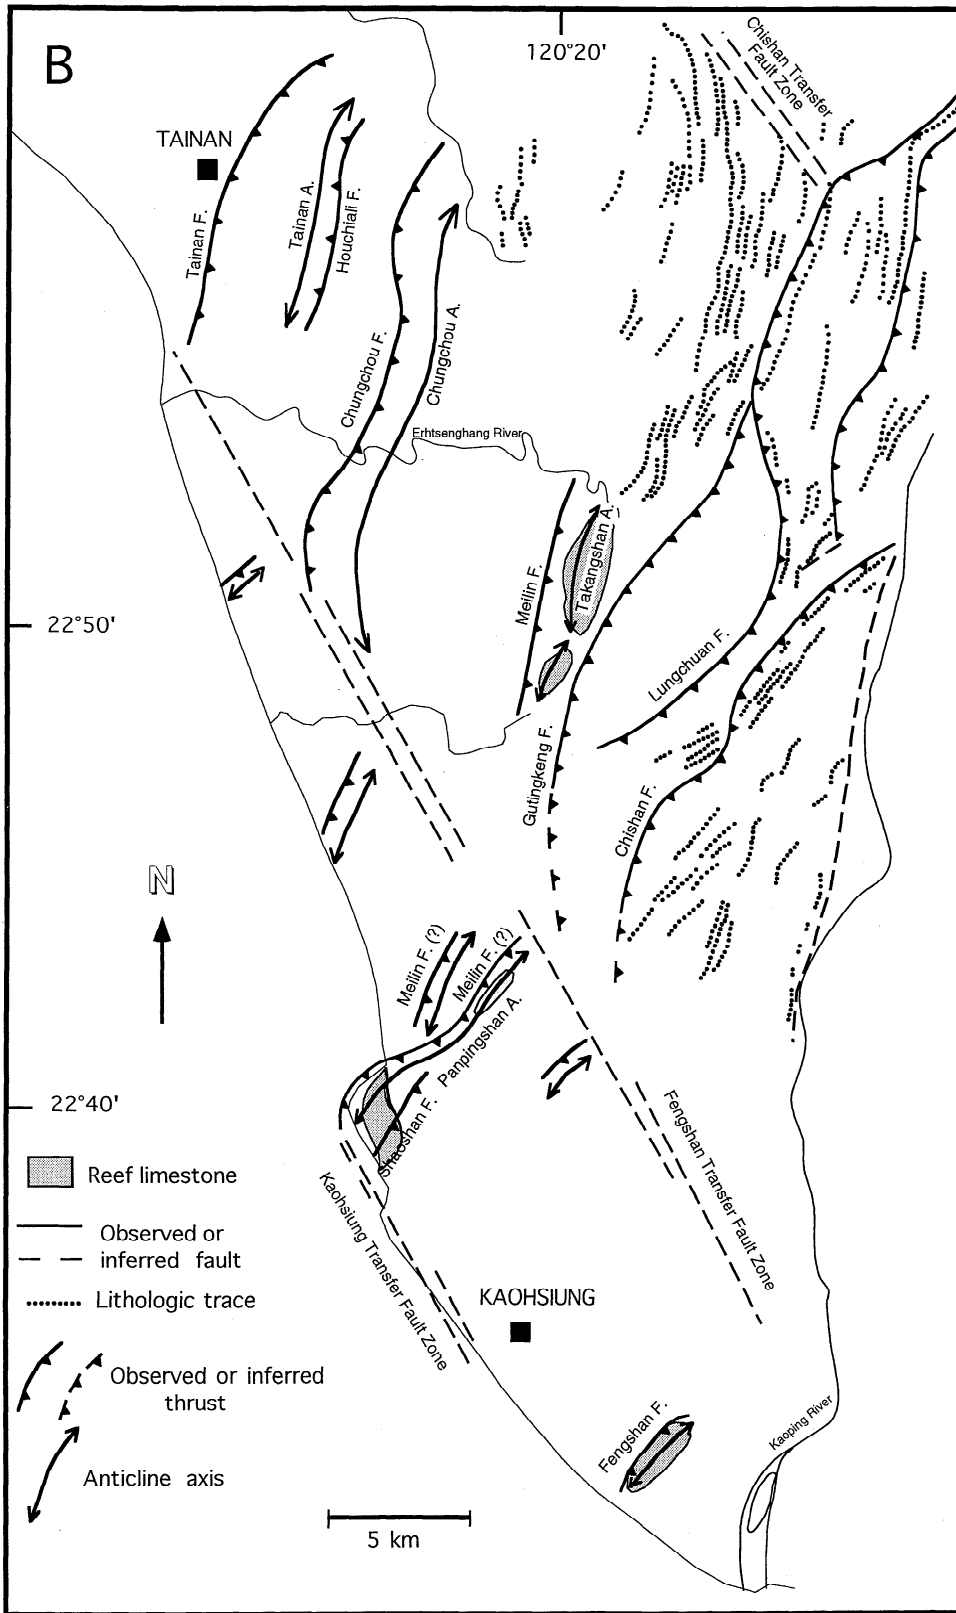 B
120°20'
Chishan Transfer
Fault Zone
TAINAN
Tainan F.
Tainan A.
Houchiali F.
Chungchou F.
Chungchou A.
Erhtsenghang River
Meilin F.
Takangshan A.
22°50'
Lungchuan F.
Gutingkeng F.
Chishan F.
N
Meilin F. (?)
Meilin F. (?)
Panpingshan A.
22°40'
Shaoshan F.
Fengshan Transfer Fault Zone
Kaohsiung Transfer Fault Zone
Reef limestone
Observed or
inferred fault
Lithologic trace
KAOHSIUNG
Observed or inferred
thrust
Fengshan F.
Kaoping River
Anticline axis
5 km